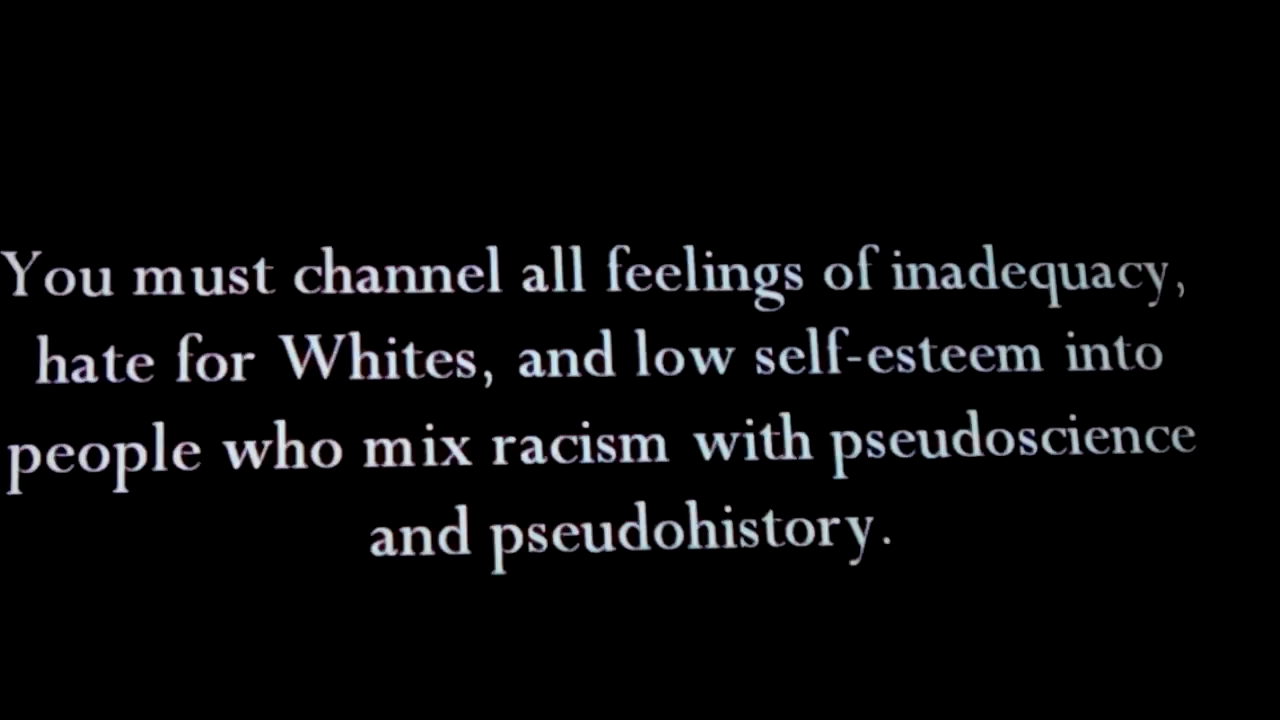 You must channel all feelings of inadequacy,
hate for Whites, and low self-esteem into
people who mix racism with pseudoscience
and pseudohistory.